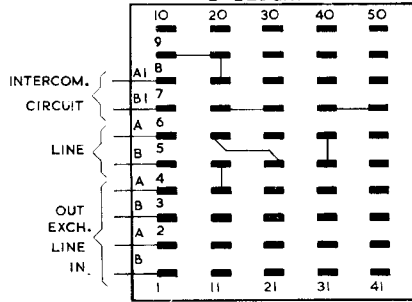 10 20 30 40 50
9
INTERCOM. A1 8
CIRCUIT B1 7
A 6
LINE B 5
A 4
OUT B 3
EXCH. A 2
LINE B
IN.
1 11 21 31 41